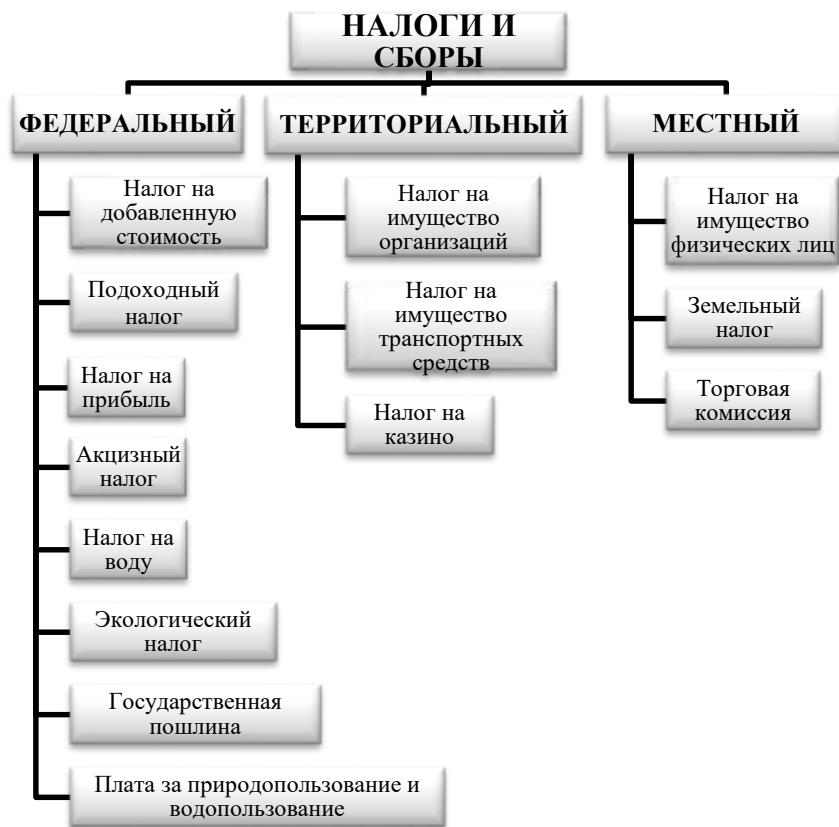 НАЛОГИ И
СБОРЫ
ФЕДЕРАЛЬНЫЙ
Налог на
добавленную
стоимость
Подоходный
налог
Налог на
прибыль
Акцизный
налог
Налог на
воду
Экологический
налог
Государственная
пошлина
Плата за природопользование и
водопользование
ТЕРРИТОРИАЛЬНЫЙ
Налог на
имущество
организаций
Налог на
имущество
транспортных
средств
Налог на
казино
МЕСТНЫЙ
Налог на
имущество
физических лиц
Земельный
налог
Торговая
комиссия